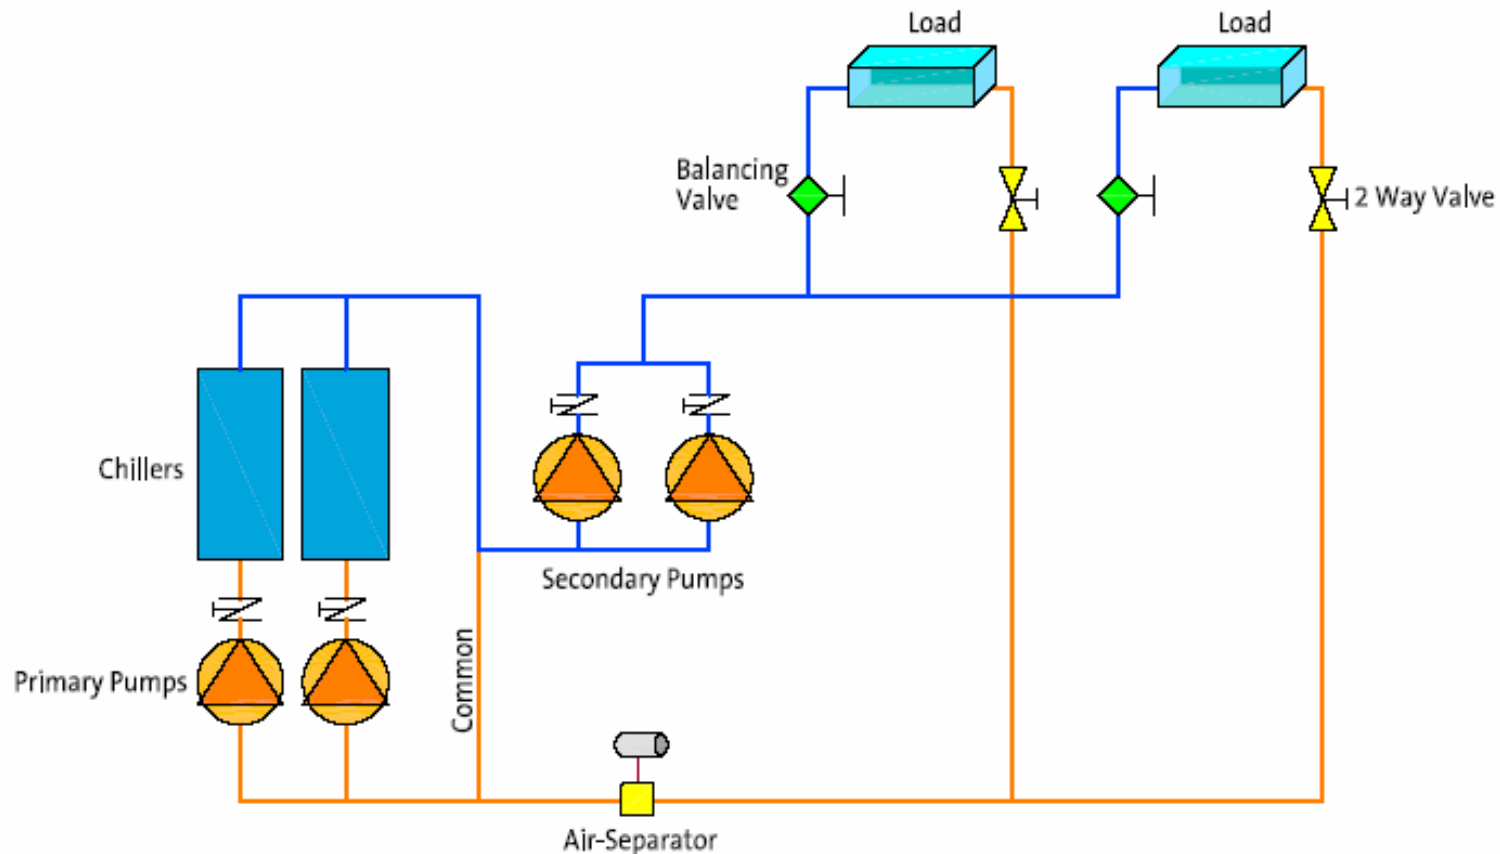 Load
Load
Balancing
Valve
2 Way Valve
Chillers
Secondary Pumps
Primary Pumps
Common
Air-Separator